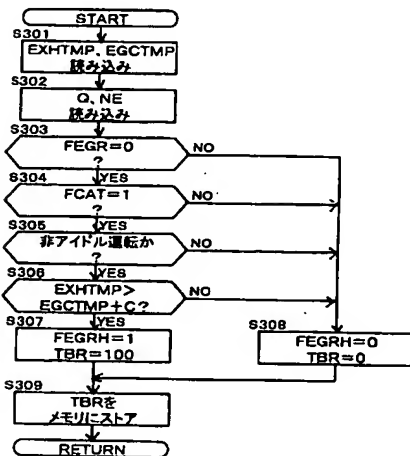 START
S301
EXHTMP、EGCTMP
読み込み
S302
Q、NE
読み込み
S303
FEGR=0
?
NO
YES
S304
FCAT=1
?
NO
YES
S305
非アイドル運転か
?
NO
YES
S306
EXHTMP>
EGCTMP+C?
NO
YES
S307
FEGRH=1
TBR=100
S308
FEGRH=0
TBR=0
S309
TBRを
メモリにストア
RETURN